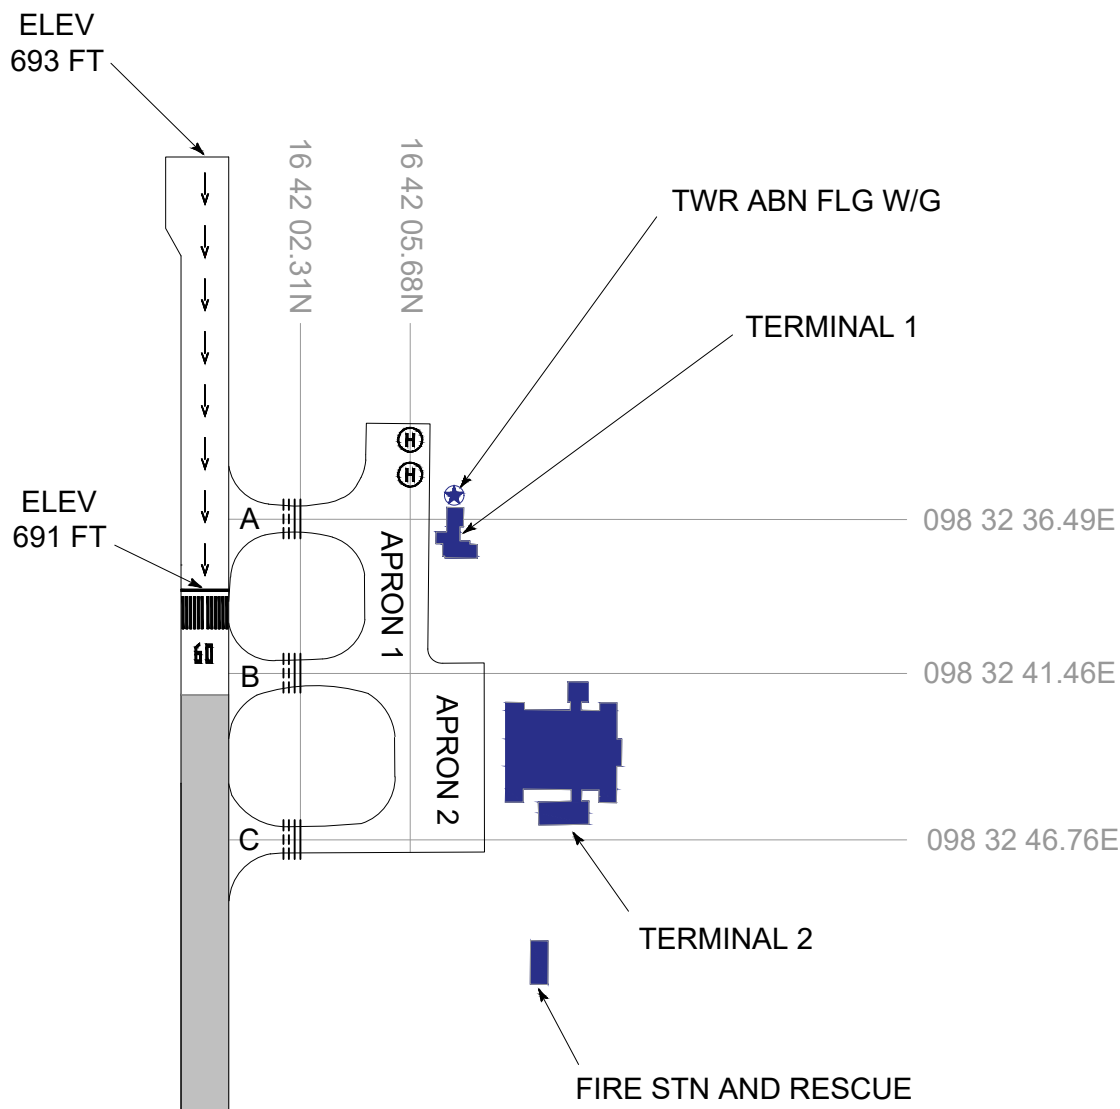 ELEV
693 FT
16 42 02.31N
16 42 05.68N
TWR ABN FLG W/G
TERMINAL 1
H
H
ELEV
691 FT
A
098 32 36.49E
APRON 1
09
B
098 32 41.46E
APRON 2
C
098 32 46.76E
TERMINAL 2
FIRE STN AND RESCUE